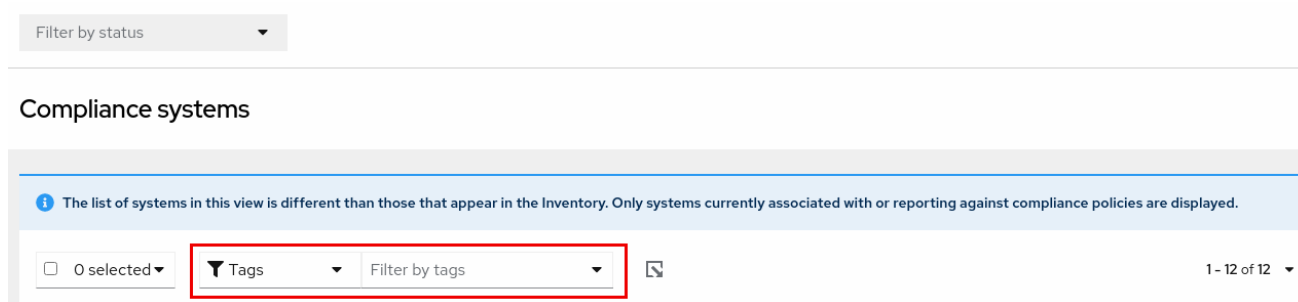 Filter by status
Compliance systems
The list of systems in this view is different than those that appear in the Inventory. Only systems currently associated with or reporting against compliance policies are displayed.
0 selected Tags Filter by tags 1 - 12 of 12